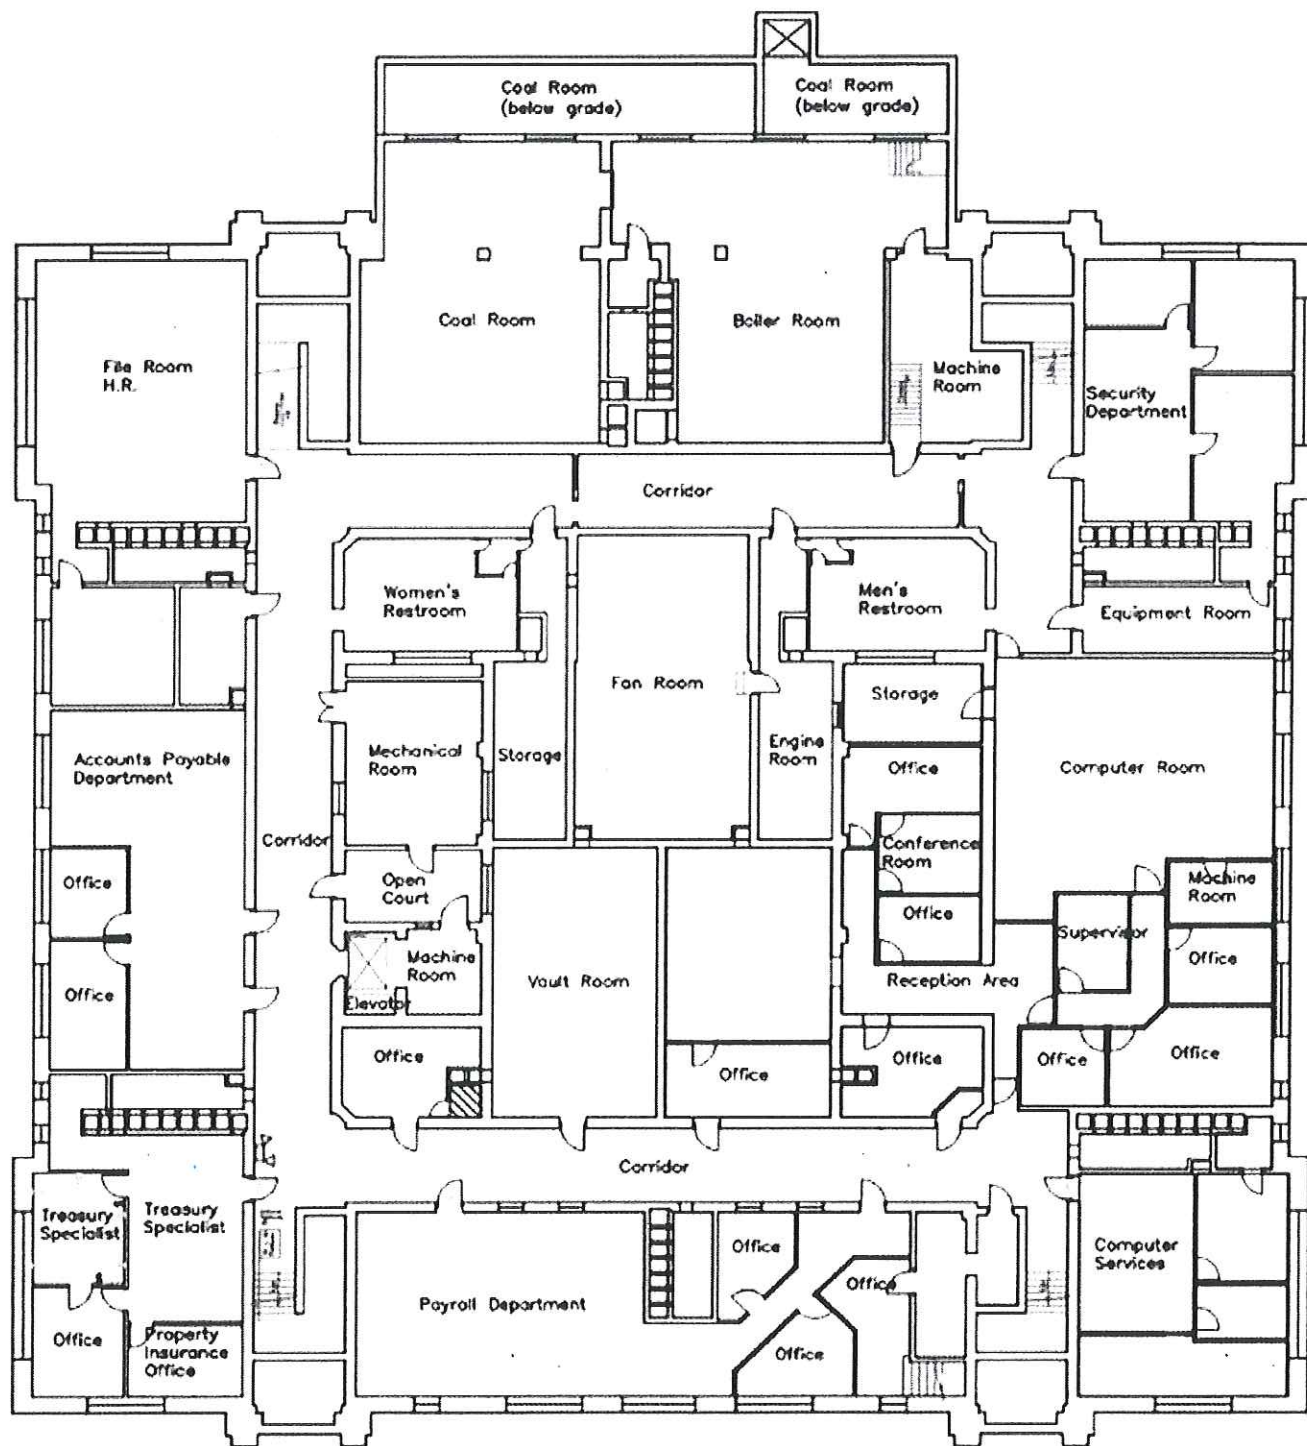 Coal Room
(below grade)
Coal Room
(below grade)
Coal Room
Boiler Room
File Room
H.R.
Machine
Room
Security
Department
Corridor
Women's
Restroom
Men's
Restroom
Equipment Room
Fan Room
Storage
Mechanical
Room
Storage
Engine
Room
Office
Computer Room
Accounts Payable
Department
Corridor
Conference
Room
Office
Open
Court
Machine
Room
Office
Supervisor
Machine
Room
Vault Room
Reception Area
Office
Office
Elevator
Office
Office
Office
Office
Office
Corridor
Treasury
Specialist
Treasury
Specialist
Office
Computer
Services
Payroll Department
Office
Office
Office
Property
Insurance
Office